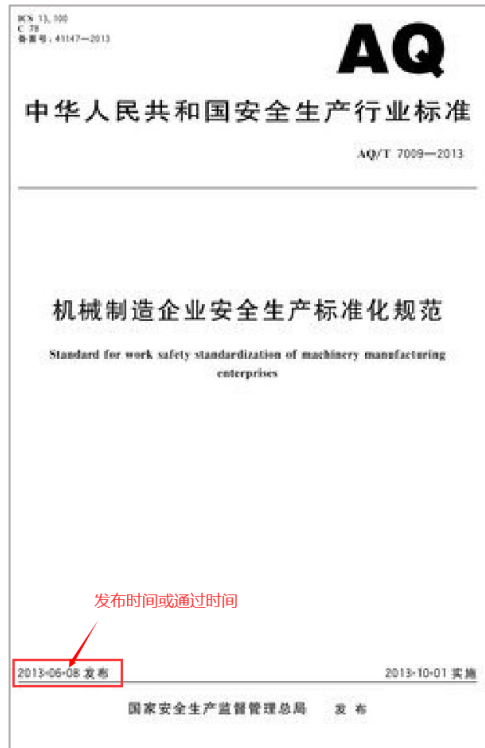 ICS 13.100
C 78
备案号：41147—2013
AQ
中华人民共和国安全生产行业标准
AQ/T 7009—2013
机械制造企业安全生产标准化规范
Standard for work safety standardization of machinery manufacturing
enterprises
发布时间或通过时间
2013-06-08 发布
2013-10-01 实施
国家安全生产监督管理总局 发布